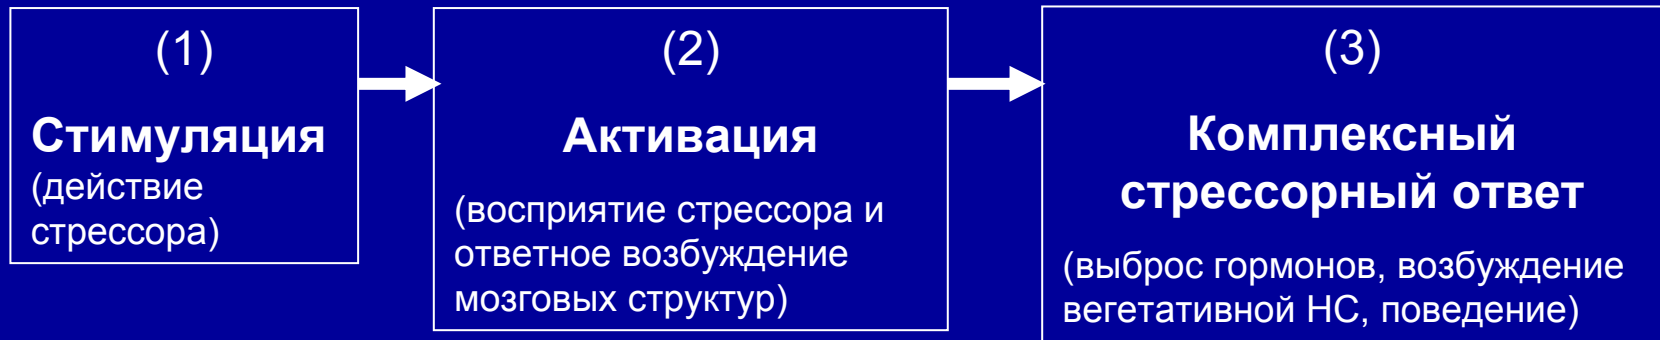 (1)
Стимуляция
(действие
стрессора)
(2)
Активация
(восприятие стрессора и
ответное возбуждение
мозговых структур)
(3)
Комплексный
стрессорный ответ
(выброс гормонов, возбуждение
вегетативной НС, поведение)